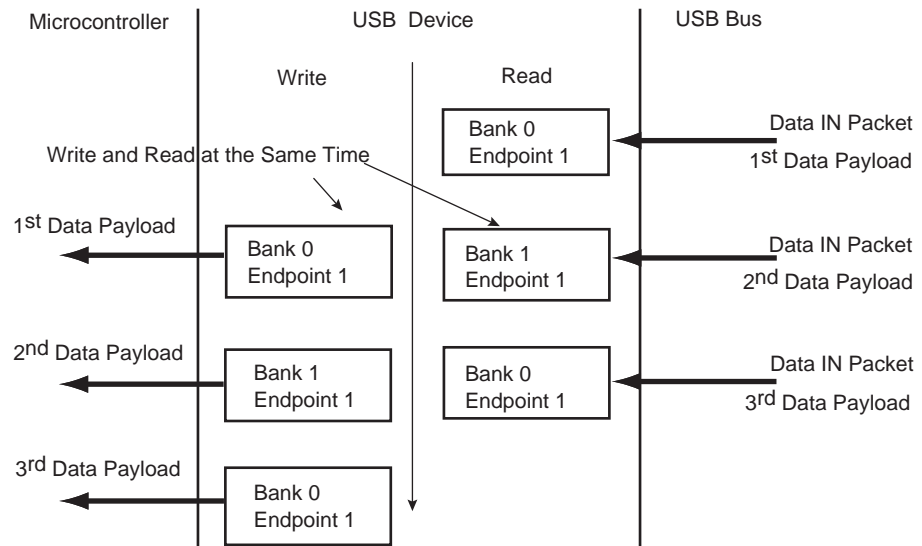 Microcontroller
USB Device
USB Bus
Write
Read
Bank 0
Endpoint 1
Data IN Packet
1st Data Payload
Write and Read at the Same Time
1st Data Payload
Bank 0
Endpoint 1
Bank 1
Endpoint 1
Data IN Packet
2nd Data Payload
2nd Data Payload
Bank 1
Endpoint 1
Bank 0
Endpoint 1
Data IN Packet
3rd Data Payload
3rd Data Payload
Bank 0
Endpoint 1